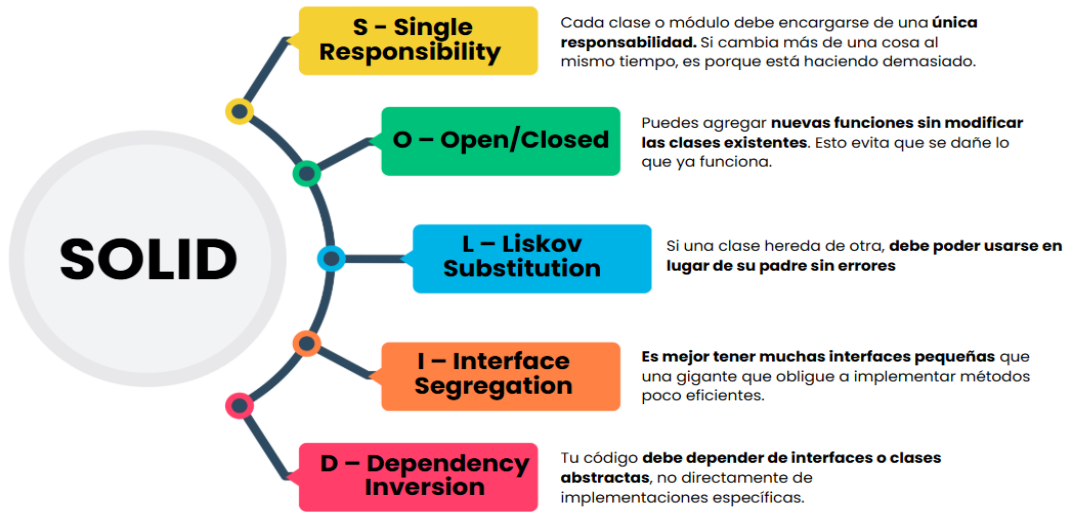 SOLID
S - Single
Responsibility
Cada clase o módulo debe encargarse de una única
responsabilidad. Si cambia más de una cosa al
mismo tiempo, es porque está haciendo demasiado.
O – Open/Closed
Puedes agregar nuevas funciones sin modificar
las clases existentes. Esto evita que se dañe lo
que ya funciona.
L – Liskov
Substitution
Si una clase hereda de otra, debe poder usarse en
lugar de su padre sin errores
I – Interface
Segregation
Es mejor tener muchas interfaces pequeñas que
una gigante que obligue a implementar métodos
poco eficientes.
D – Dependency
Inversion
Tu código debe depender de interfaces o clases
abstractas, no directamente de
implementaciones específicas.